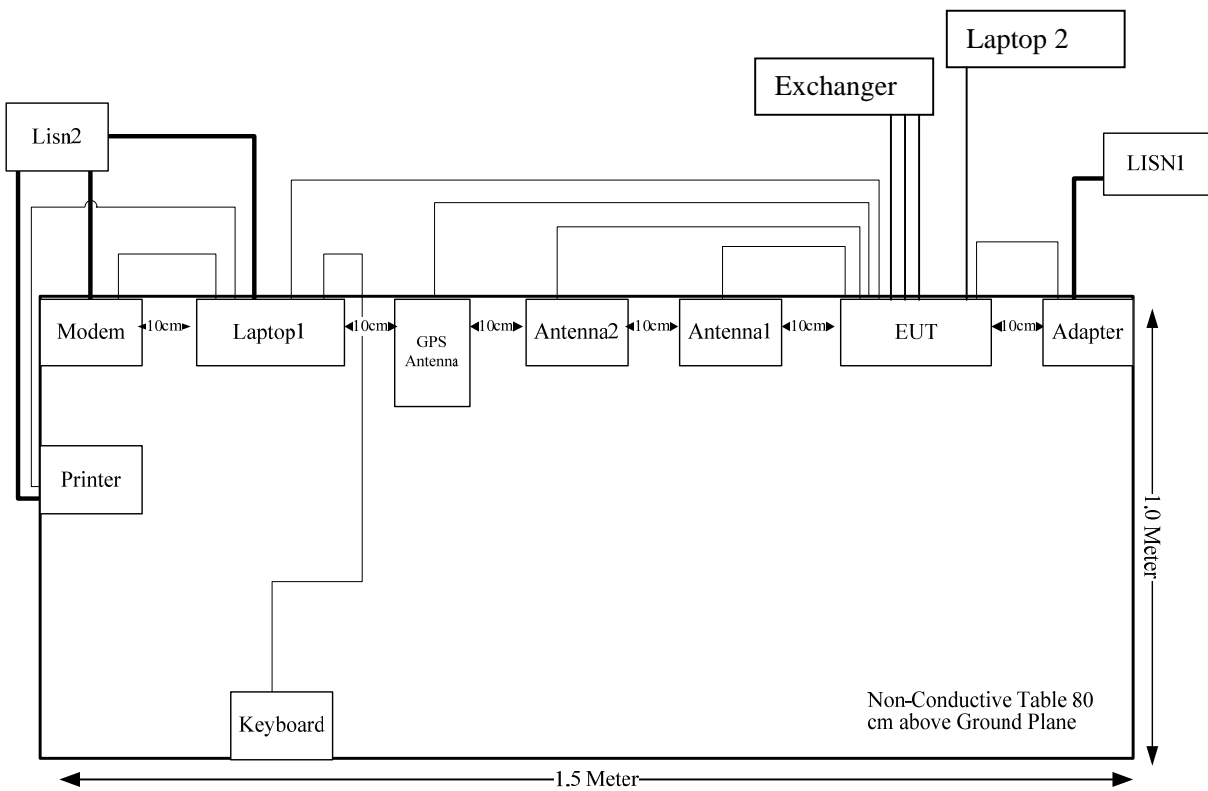 Laptop 2
Exchanger
Lisn2
LISN1
Modem
10cm
Laptop1
10cm
GPS
Antenna
10cm
Antenna2
10cm
Antenna1
10cm
EUT
10cm
Adapter
Printer
1.0 Meter
Keyboard
Non-Conductive Table 80
cm above Ground Plane
1.5 Meter